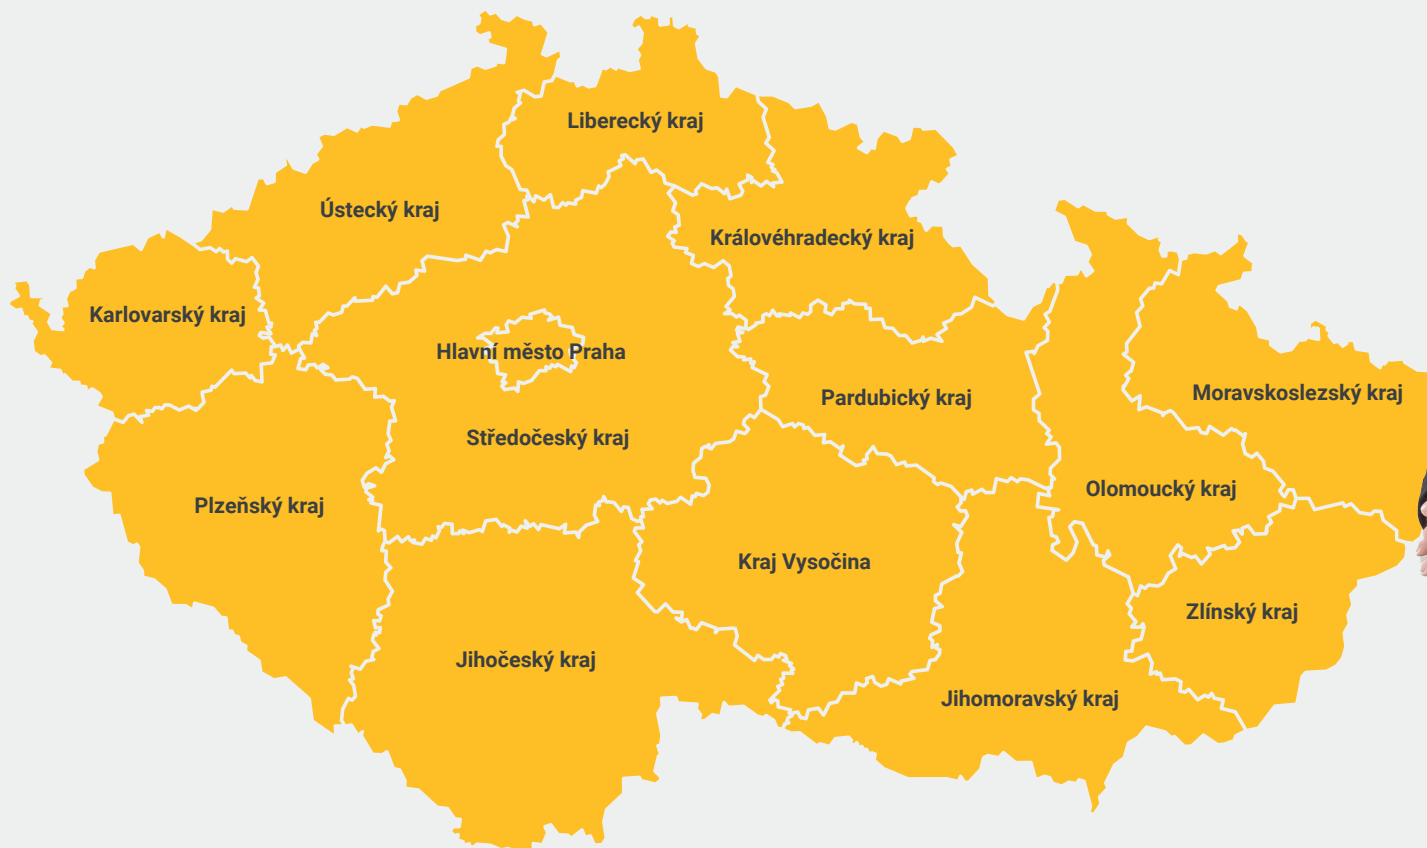 Liberecký kraj
Ústecký kraj
Královéhradecký kraj
Karlovarský kraj
Hlavní město Praha
Moravskoslezský kraj
Pardubický kraj
Středočeský kraj
Olomoucký kraj
Plzeňský kraj
Kraj Vysočina
Zlínský kraj
Jihočeský kraj
Jihomoravský kraj